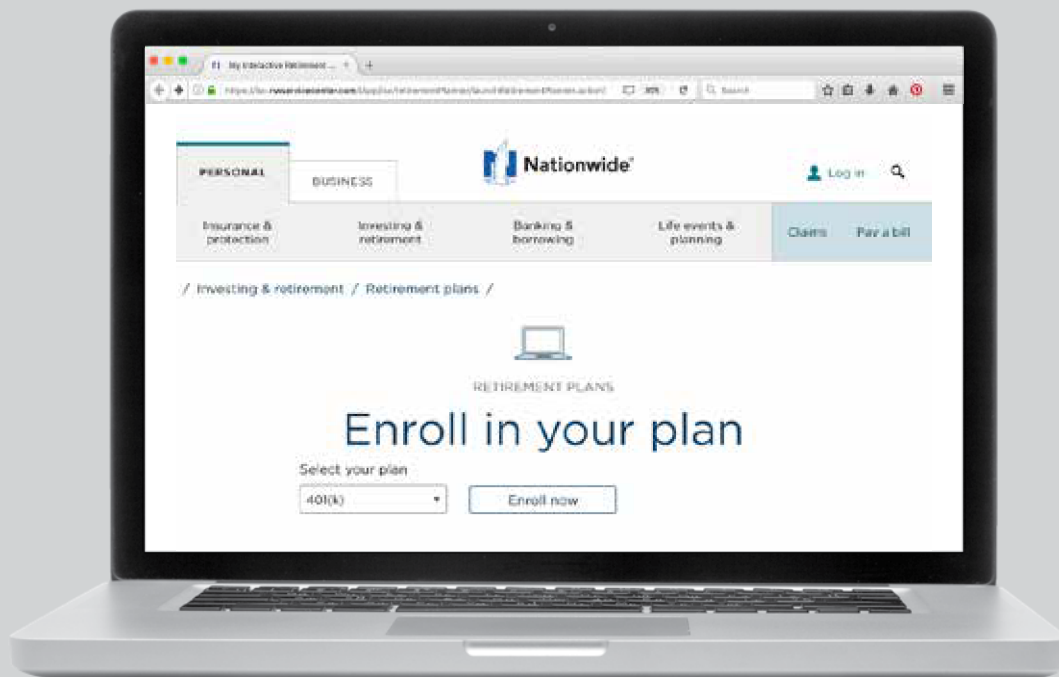 My Interactive Retirement ...
Search
PERSONAL
BUSINESS
Nationwide®
Log in
Insurance & protection
Investing & retirement
Banking & borrowing
Life events & planning
Claims
Pay a bill
/ Investing & retirement / Retirement plans /
RETIREMENT PLANS
Enroll in your plan
Select your plan
401(k)
Enroll now